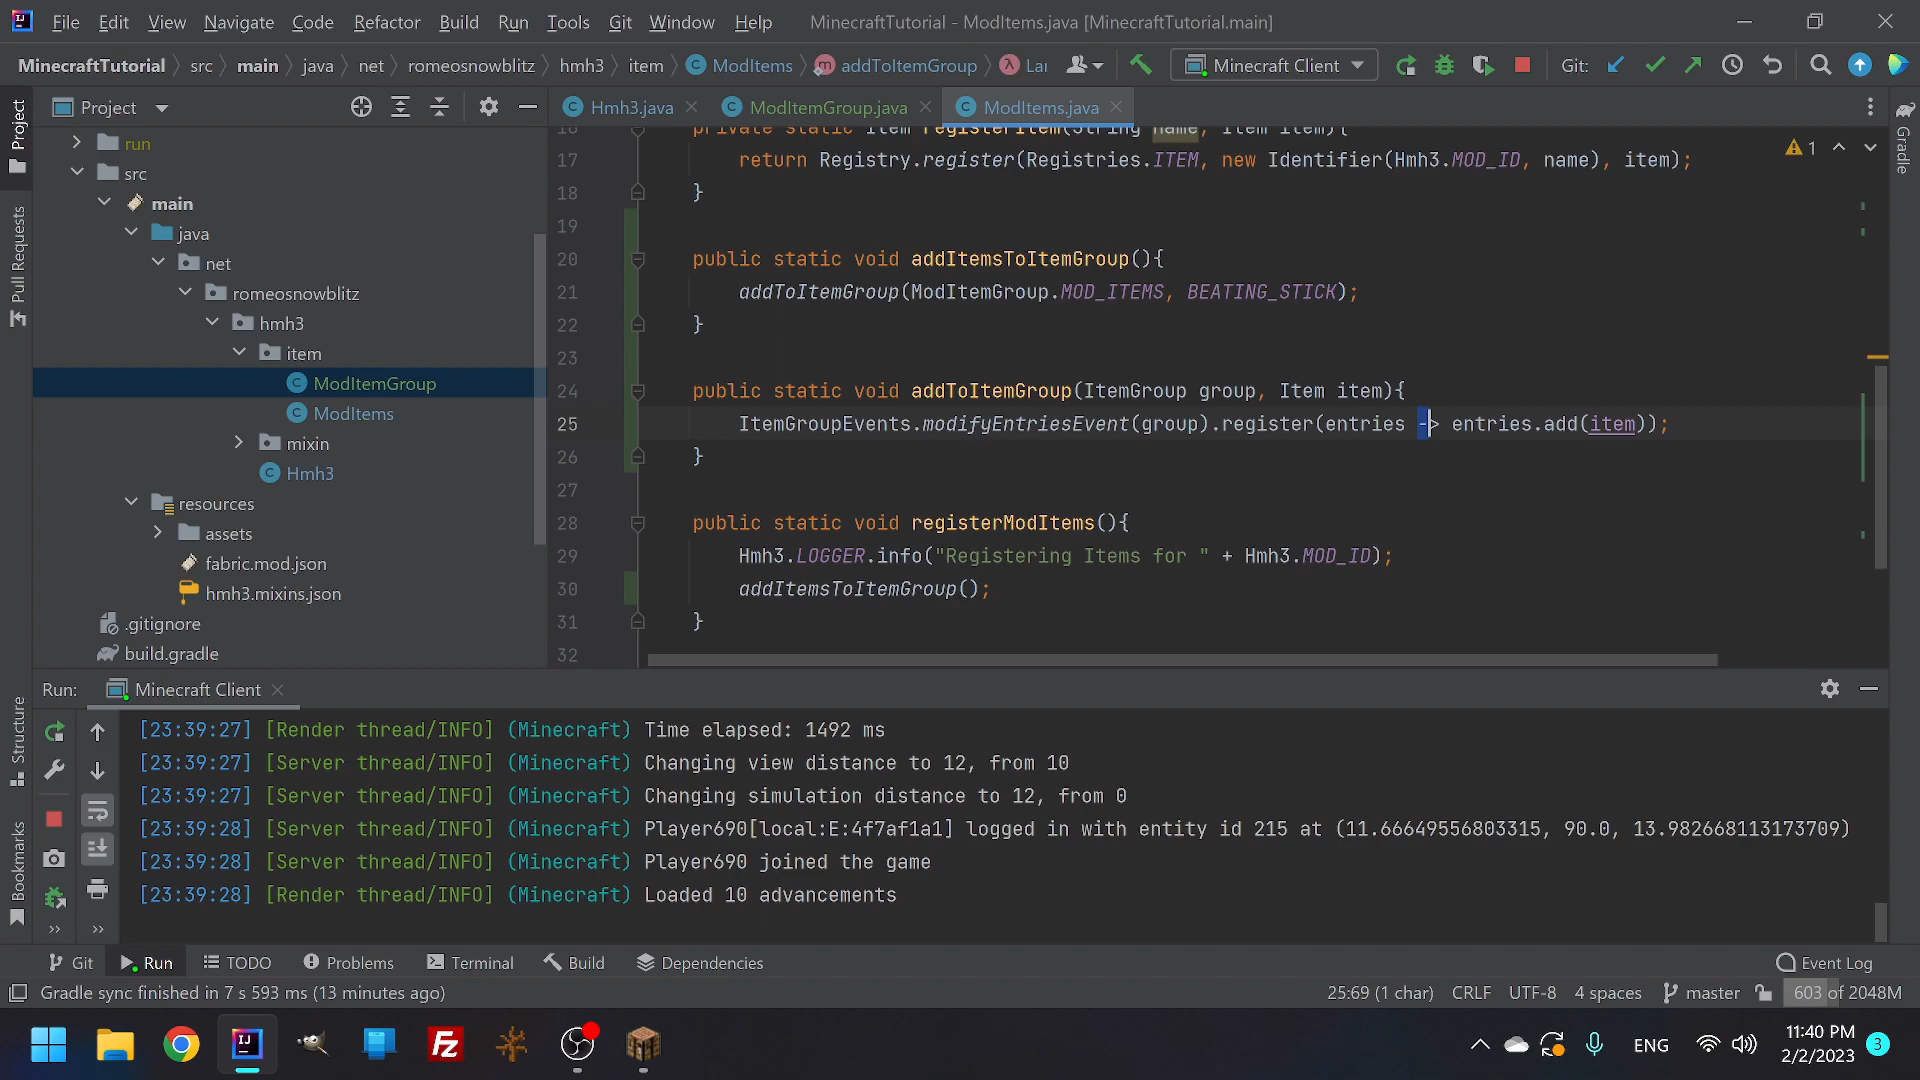 File Edit View Navigate Code Refactor Build Run Tools Git Window Help MinecraftTutorial - ModItems.java [MinecraftTutorial.main]
MinecraftTutorial src main java net romeosnowblitz hmh3 item ModItems addToItemGroup Minecraft Client Git:
Project
Hmh3.java ModItemGroup.java ModItems.java
Project
Pull Requests
Structure
Bookmarks
Gradle
run
src
main
java
net
romeosnowblitz
hmh3
item
ModItemGroup
ModItems
mixin
Hmh3
resources
assets
fabric.mod.json
hmh3.mixins.json
.gitignore
build.gradle
16 private static Item registerItem(String name, Item item){
17 return Registry.register(Registries.ITEM, new Identifier(Hmh3.MOD_ID, name), item);
18 }
19
20 public static void addItemsToItemGroup(){
21 addToItemGroup(ModItemGroup.MOD_ITEMS, BEATING_STICK);
22 }
23
24 public static void addToItemGroup(ItemGroup group, Item item){
25 ItemGroupEvents.modifyEntriesEvent(group).register(entries -> entries.add(item));
26 }
27
28 public static void registerModItems(){
29 Hmh3.LOGGER.info("Registering Items for " + Hmh3.MOD_ID);
30 addItemsToItemGroup();
31 }
32
1
Run: Minecraft Client
[23:39:27] [Render thread/INFO] (Minecraft) Time elapsed: 1492 ms
[23:39:27] [Server thread/INFO] (Minecraft) Changing view distance to 12, from 10
[23:39:27] [Server thread/INFO] (Minecraft) Changing simulation distance to 12, from 0
[23:39:28] [Server thread/INFO] (Minecraft) Player690[local:E:4f7af1a1] logged in with entity id 215 at (11.66649556803315, 90.0, 13.982668113173709)
[23:39:28] [Server thread/INFO] (Minecraft) Player690 joined the game
[23:39:28] [Render thread/INFO] (Minecraft) Loaded 10 advancements
Git Run TODO Problems Terminal Build Dependencies Event Log
Gradle sync finished in 7 s 593 ms (13 minutes ago) 25:69 (1 char) CRLF UTF-8 4 spaces master 603 of 2048M
ENG 11:40 PM
2/2/2023 3